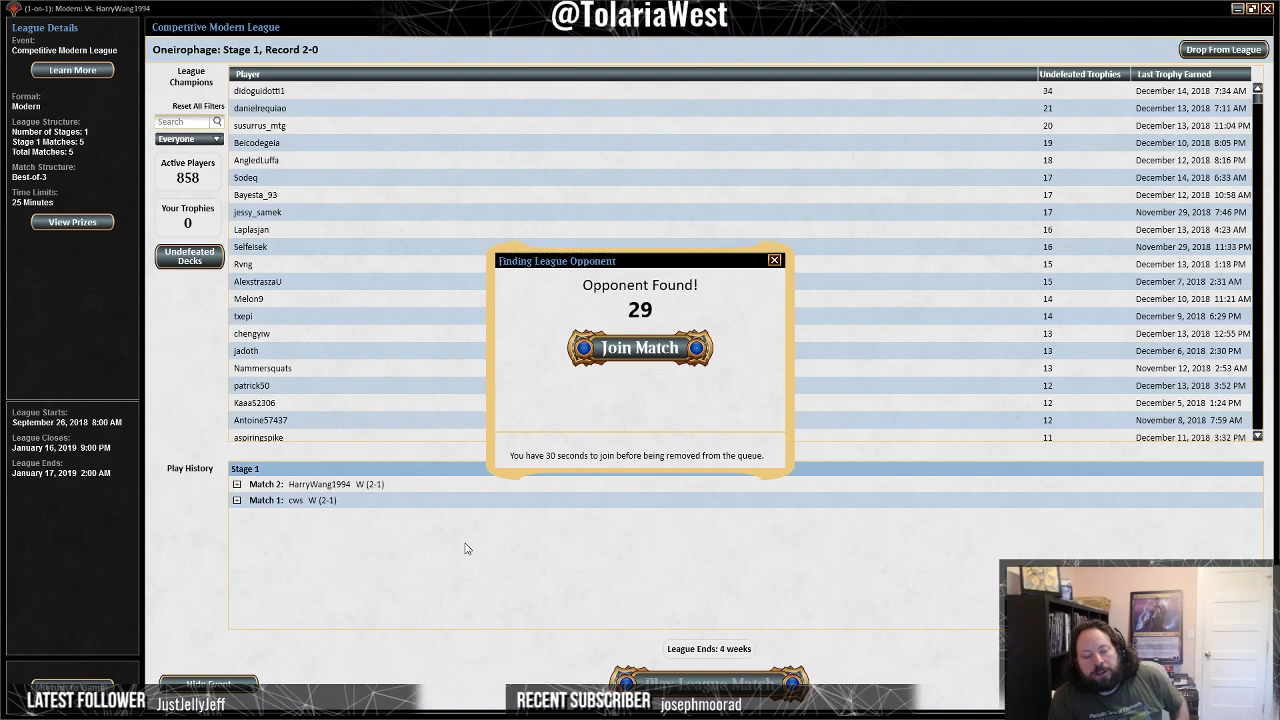 (1-on-1): Modern: Vs. HarryWang1994
@TolariaWest
League Details
Event:
Competitive Modern League
Learn More
Format:
Modern
League Structure:
Number of Stages: 1
Stage 1 Matches: 5
Total Matches: 5
Match Structure:
Best-of-3
Time Limits:
25 Minutes
View Prizes
League Starts:
September 26, 2018 8:00 AM
League Closes:
January 16, 2019 9:00 PM
League Ends:
January 17, 2019 2:00 AM
Competitive Modern League
Oneirophage: Stage 1, Record 2-0
Drop From League
League
Champions
Reset All Filters
Search
Everyone
Active Players
858
Your Trophies
0
Undefeated
Decks
Player Undefeated Trophies Last Trophy Earned
didoguidotti1 34 December 14, 2018 7:34 AM
danielrequiao 21 December 13, 2018 7:11 AM
susurrus_mtg 20 December 13, 2018 11:04 PM
Beicodegeia 19 December 10, 2018 8:05 PM
AngledLuffa 18 December 12, 2018 8:16 PM
Sodeq 17 December 14, 2018 6:33 AM
Bayesta_93 17 December 12, 2018 10:58 AM
jessy_samek 17 November 29, 2018 7:46 PM
Laplasjan 16 December 13, 2018 4:23 AM
Selfeisek 16 November 29, 2018 11:33 PM
Rvng 15 December 13, 2018 1:18 PM
AlexstraszaU 15 December 7, 2018 2:31 AM
Melon9 14 December 10, 2018 11:21 AM
txepi 14 December 9, 2018 6:29 PM
chengyiw 13 December 13, 2018 12:55 PM
Jadoth 13 December 6, 2018 2:30 PM
Nammersquats 13 November 12, 2018 2:53 AM
patrick50 12 December 13, 2018 3:52 PM
Kaaa52306 12 December 5, 2018 1:24 PM
Antoine57437 12 November 8, 2018 7:59 AM
aspiringspike 11 December 11, 2018 3:32 PM
Finding League Opponent
Opponent Found!
29
Join Match
You have 30 seconds to join before being removed from the queue.
Play History
Stage 1
Match 2: HarryWang1994 W (2-1)
Match 1: cws W (2-1)
League Ends: 4 weeks
Play League Match
Return to Game
Hide Event
LATEST FOLLOWER JustJellyJeff
RECENT SUBSCRIBER josephmoorad